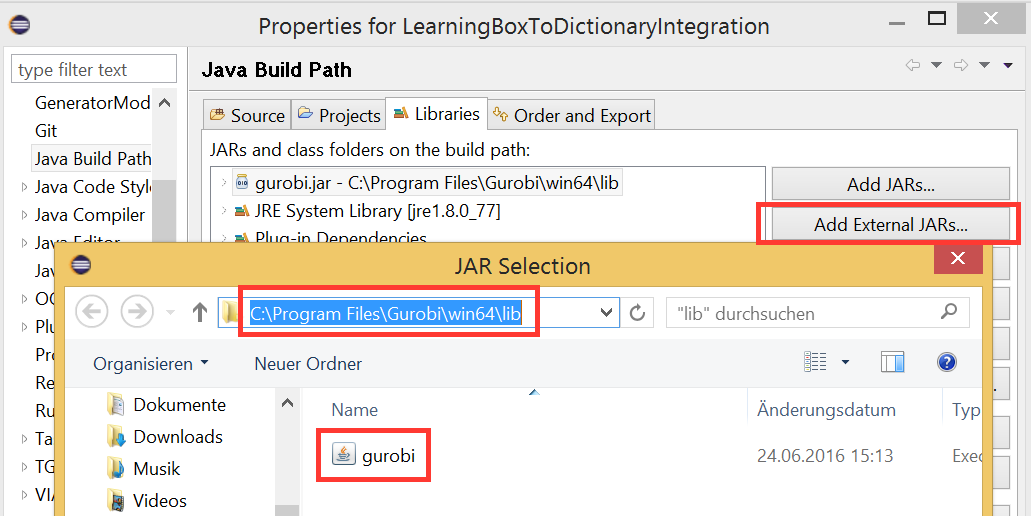 Properties for LearningBoxToDictionaryIntegration
type filter text
Java Build Path
GeneratorMod
Git
Java Build Path
Java Code Style
Java Compiler
Java Editor
Source
Projects
Libraries
Order and Export
JARs and class folders on the build path:
gurobi.jar - C:\Program Files\Gurobi\win64\lib
JRE System Library [jre1.8.0_77]
Plug-in Dependencies
Add JARs...
Add External JARs...
Jav
OC
Plu
Pro
Re
Ru
Ta
TG
VIA
JAR Selection
C:\Program Files\Gurobi\win64\lib
"lib" durchsuchen
Organisieren
Neuer Ordner
Dokumente
Downloads
Musik
Videos
Name
Änderungsdatum
Typ
gurobi
24.06.2016 15:13
Exec